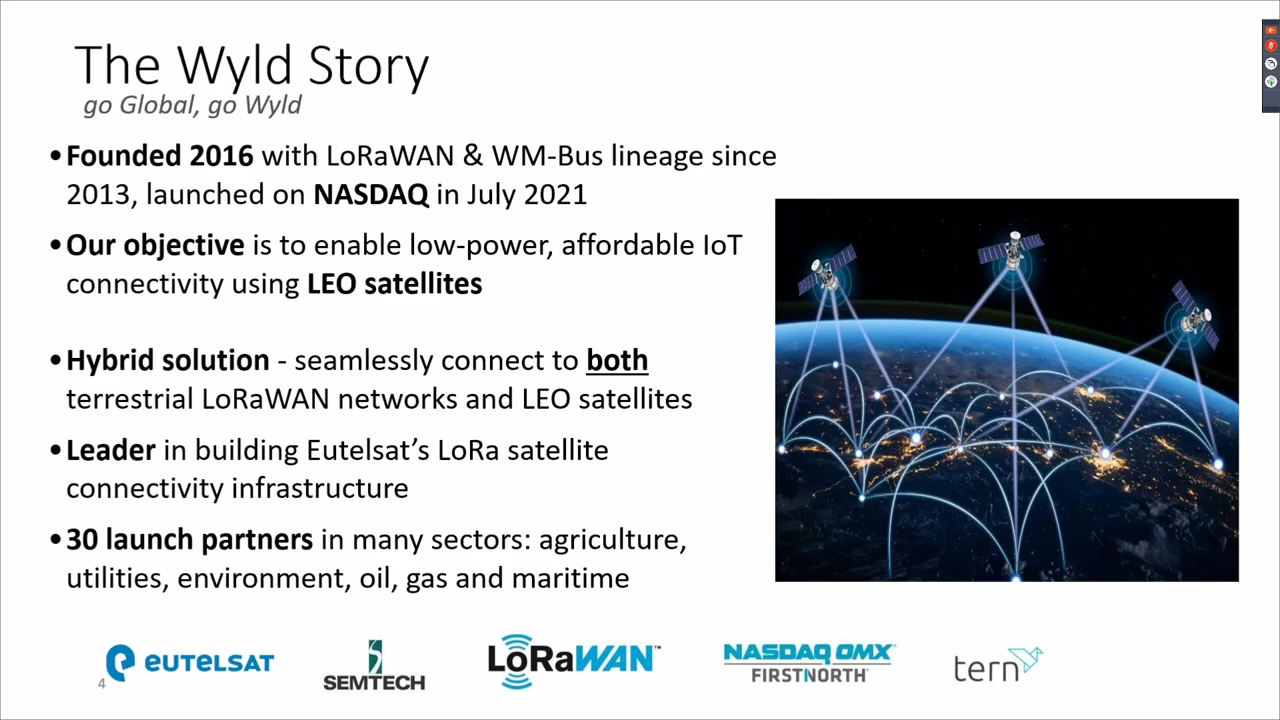 The Wyld Story
go Global, go Wyld
•Founded 2016 with LoRaWAN & WM-Bus lineage since
2013, launched on NASDAQ in July 2021
•Our objective is to enable low-power, affordable IoT
connectivity using LEO satellites
•Hybrid solution - seamlessly connect to both
terrestrial LoRaWAN networks and LEO satellites
•Leader in building Eutelsat’s LoRa satellite
connectivity infrastructure
•30 launch partners in many sectors: agriculture,
utilities, environment, oil, gas and maritime
eutelsat
SEMTECH
LoRaWAN™
NASDAQ OMX
FIRSTNORTH
tern
4